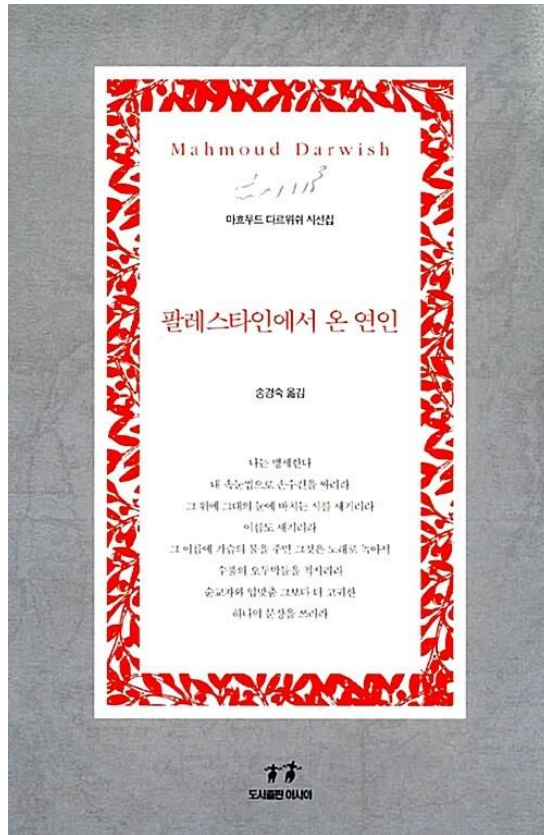 Mahmoud Darwish
마흐무드 다르위쉬 시선집
팔레스타인에서 온 연인
송경숙 옮김
나는 맹세한다
내 속눈썹으로 손수건을 짜리라
그 위에 그대의 눈에 바치는 시를 새기리라
이름도 새기리라
그 이름에 가슴의 물을 주면 그것은 노래로 녹아서
수풀의 오두막들을 적시리라
순교자와 입맞춤 그보다 더 고귀한
하나의 문장을 쓰리라
도서출판 아시아